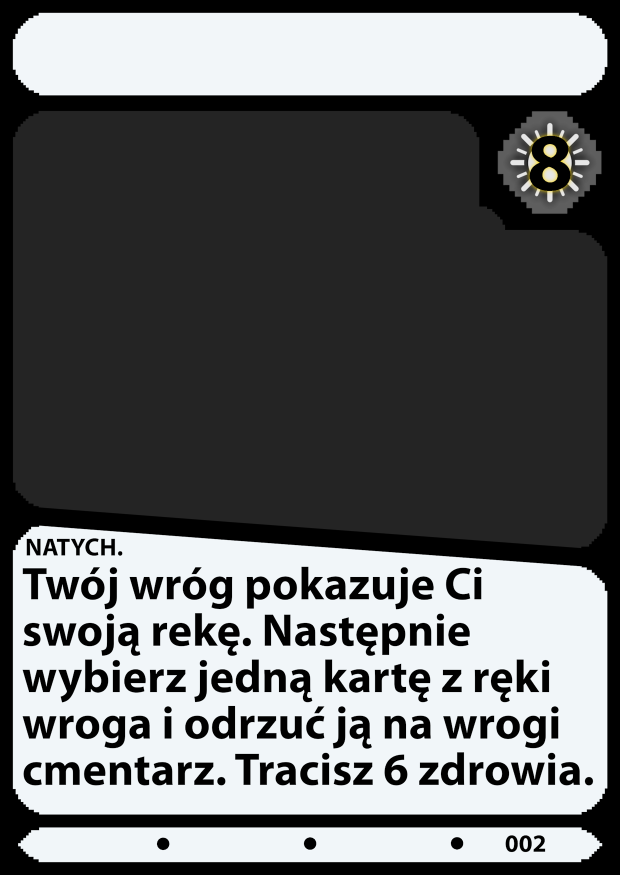 8
NATYCH.
Twój wróg pokazuje Ci
swoją rekę. Następnie
wybierz jedną kartę z ręki
wroga i odrzuć ją na wrogi
cmentarz. Tracisz 6 zdrowia.
002